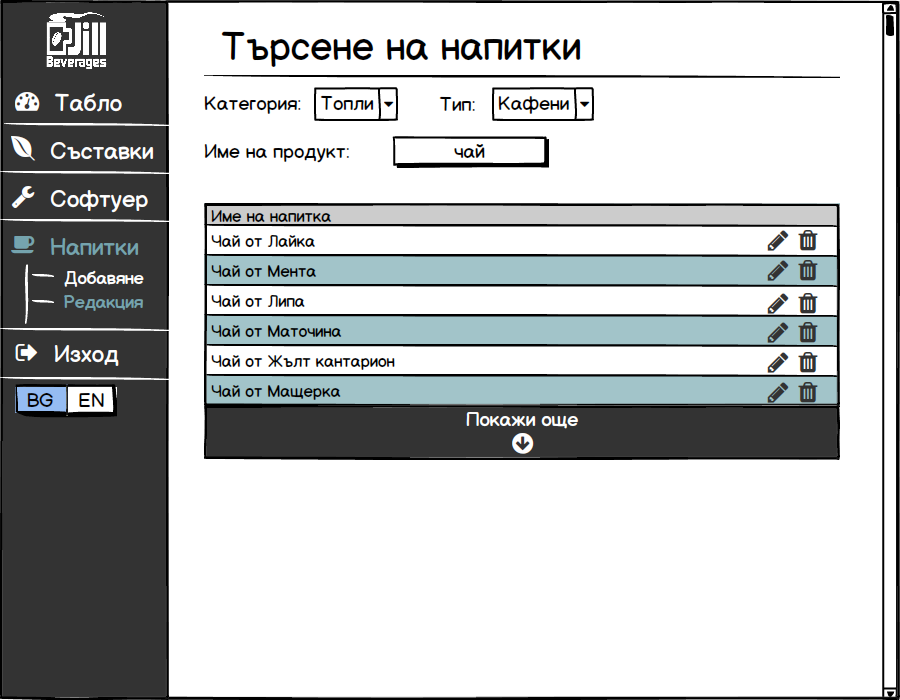 Jill
Beverages
Табло
Съставки
Софтуер
Напитки
Добавяне
Редакция
Изход
BG EN
Търсене на напитки
Категория: Топли Тип: Кафени
Име на продукт: чай
Име на напитка
Чай от Лайка
Чай от Мента
Чай от Липа
Чай от Маточина
Чай от Жълт кантарион
Чай от Мащерка
Покажи още